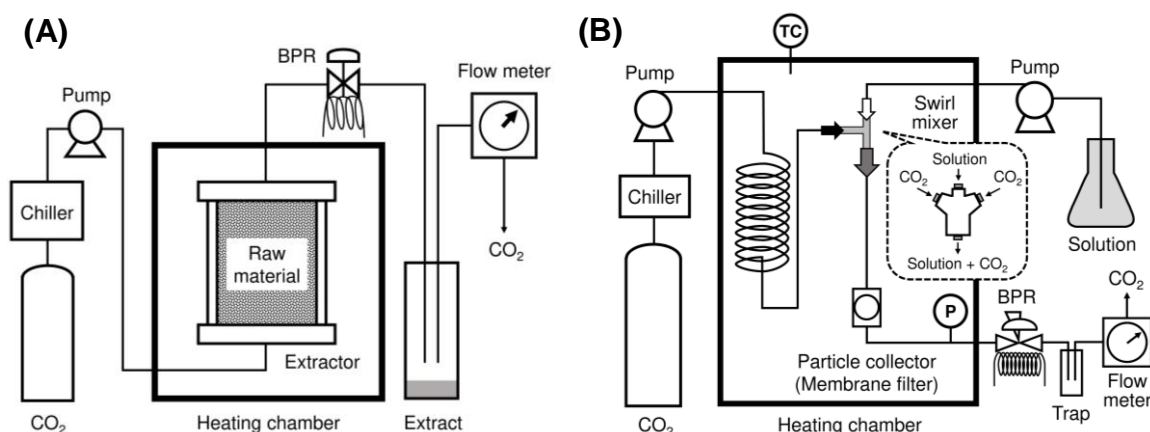 (A)
BPR
Flow meter
Pump
Chiller
CO2
Raw
material
Extractor
CO2
Heating chamber
Extract
(B)
TC
Pump
Pump
Swirl
mixer
Solution
CO2
CO2
Solution + CO2
Chiller
Solution
P
BPR
CO2
Particle collector
(Membrane filter)
Flow
meter
Trap
CO2
Heating chamber